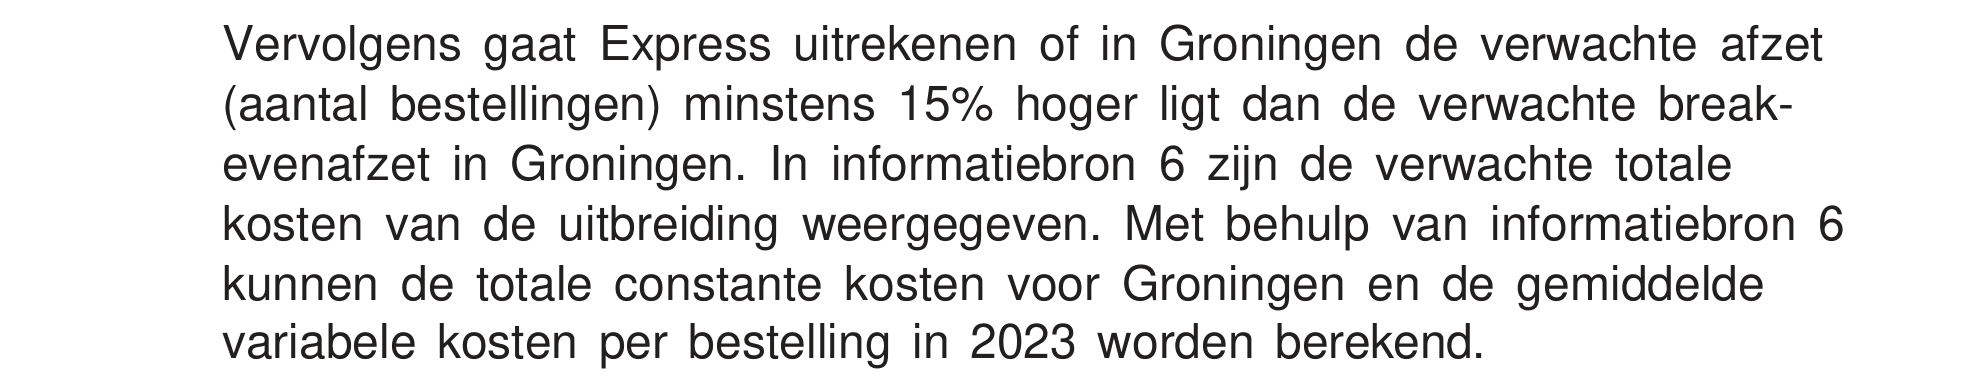 Vervolgens gaat Express uitrekenen of in Groningen de verwachte afzet
(aantal bestellingen) minstens 15% hoger ligt dan de verwachte break-
evenafzet in Groningen. In informatiebron 6 zijn de verwachte totale
kosten van de uitbreiding weergegeven. Met behulp van informatiebron 6
kunnen de totale constante kosten voor Groningen en de gemiddelde
variabele kosten per bestelling in 2023 worden berekend.